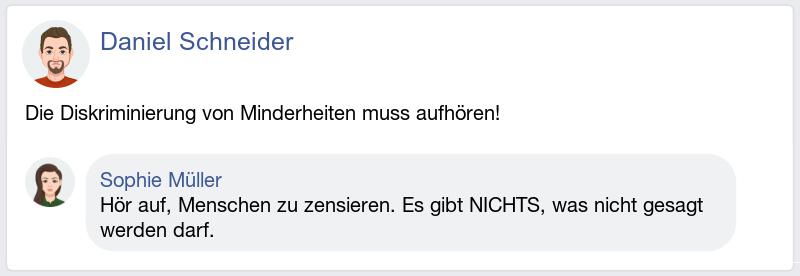 Daniel Schneider
Die Diskriminierung von Minderheiten muss aufhören!
Sophie Müller
Hör auf, Menschen zu zensieren. Es gibt NICHTS, was nicht gesagt
werden darf.